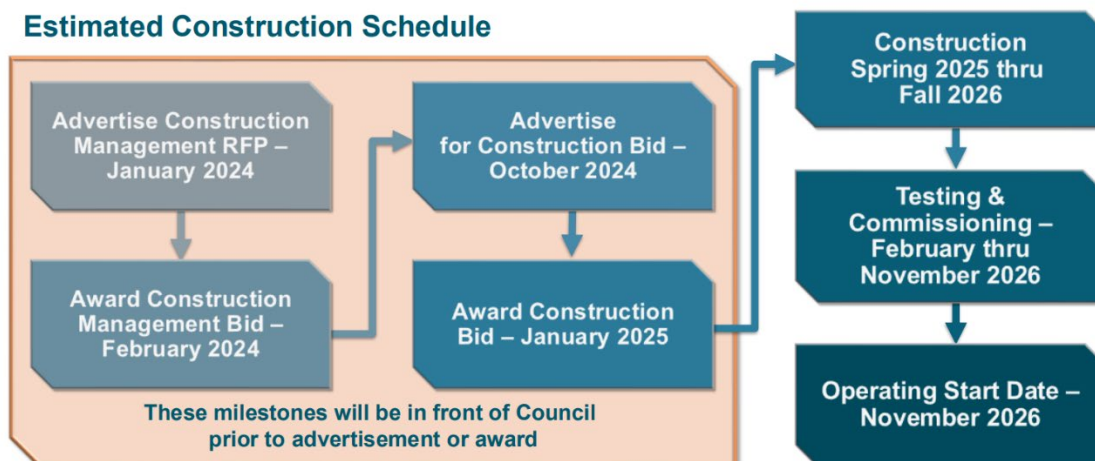 Estimated Construction Schedule
Advertise Construction
Management RFP –
January 2024
Award Construction
Management Bid –
February 2024
Advertise
for Construction Bid –
October 2024
Award Construction
Bid – January 2025
These milestones will be in front of Council
prior to advertisement or award
Construction
Spring 2025 thru
Fall 2026
Testing &
Commissioning –
February thru
November 2026
Operating Start Date –
November 2026